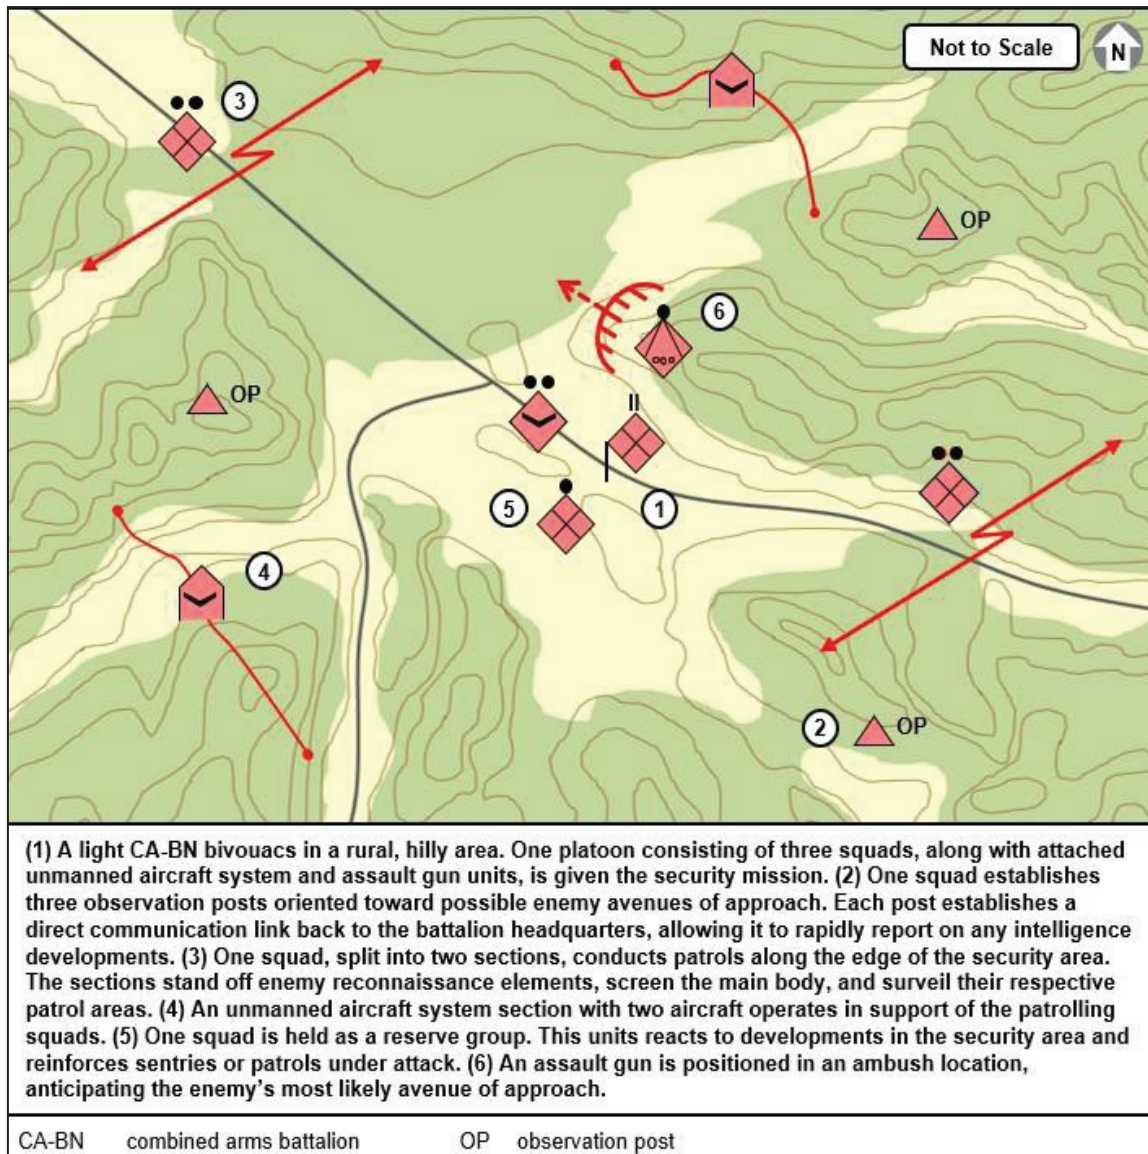 Not to Scale
N
3
OP
6
II
OP
5
1
4
2
OP
(1) A light CA-BN bivouacs in a rural, hilly area. One platoon consisting of three squads, along with attached
unmanned aircraft system and assault gun units, is given the security mission. (2) One squad establishes
three observation posts oriented toward possible enemy avenues of approach. Each post establishes a
direct communication link back to the battalion headquarters, allowing it to rapidly report on any intelligence
developments. (3) One squad, split into two sections, conducts patrols along the edge of the security area.
The sections stand off enemy reconnaissance elements, screen the main body, and surveil their respective
patrol areas. (4) An unmanned aircraft system section with two aircraft operates in support of the patrolling
squads. (5) One squad is held as a reserve group. This units reacts to developments in the security area and
reinforces sentries or patrols under attack. (6) An assault gun is positioned in an ambush location,
anticipating the enemy's most likely avenue of approach.
CA-BN combined arms battalion OP observation post